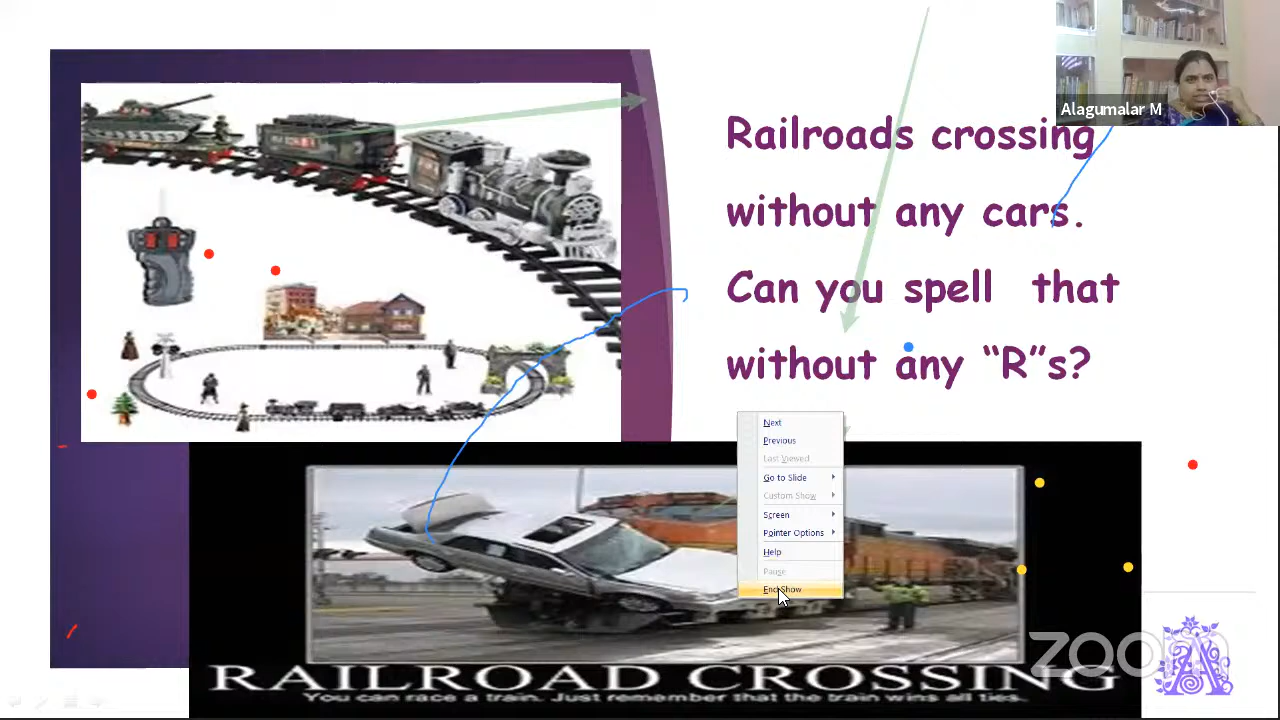 Alagumalar M
Railroads crossing
without any cars.
Can you spell that
without any “R”s?
Next
Previous
Last Viewed
Go to Slide
Custom Show
Screen
Pointer Options
Help
Pause
End Show
zoom
RAILROAD CROSSING
You can race a train. Just remember that the train wins all ties.
A